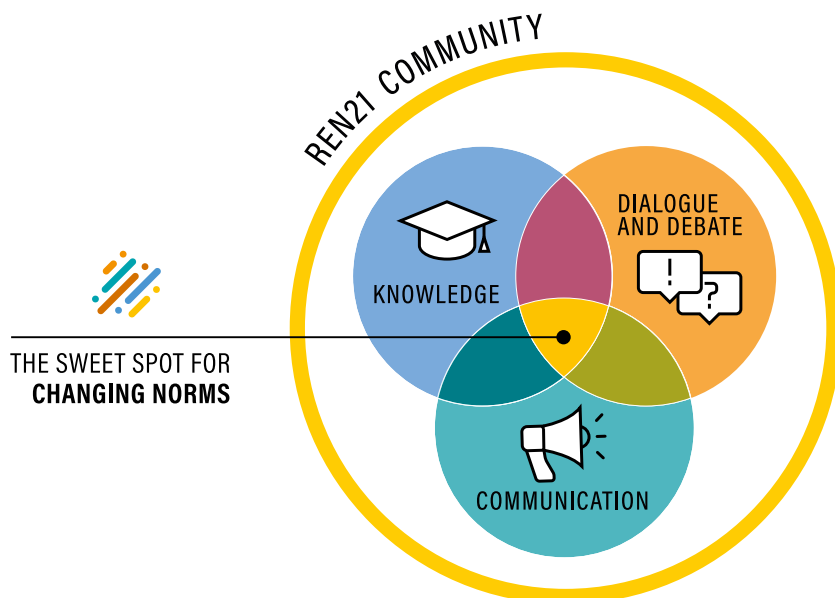 REN21 COMMUNITY
DIALOGUE
AND DEBATE
!
?
KNOWLEDGE
THE SWEET SPOT FOR
CHANGING NORMS
COMMUNICATION